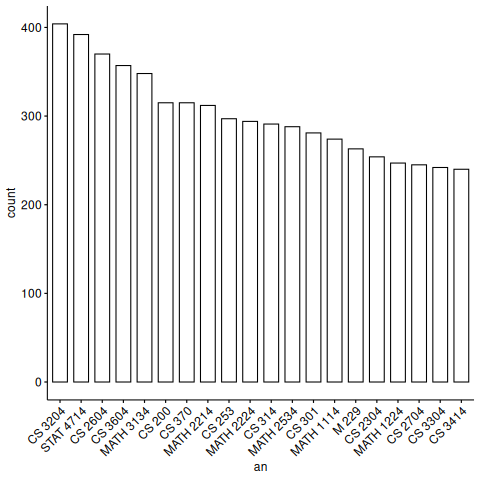 400
300
200
100
0
count
CS 3204
STAT 4714
CS 2604
CS 3604
MATH 3134
CS 200
CS 370
MATH 2214
CS 253
MATH 2224
CS 314
MATH 2534
CS 301
MATH 1114
M 229
CS 2304
MATH 1224
CS 2704
CS 3304
CS 3414
an